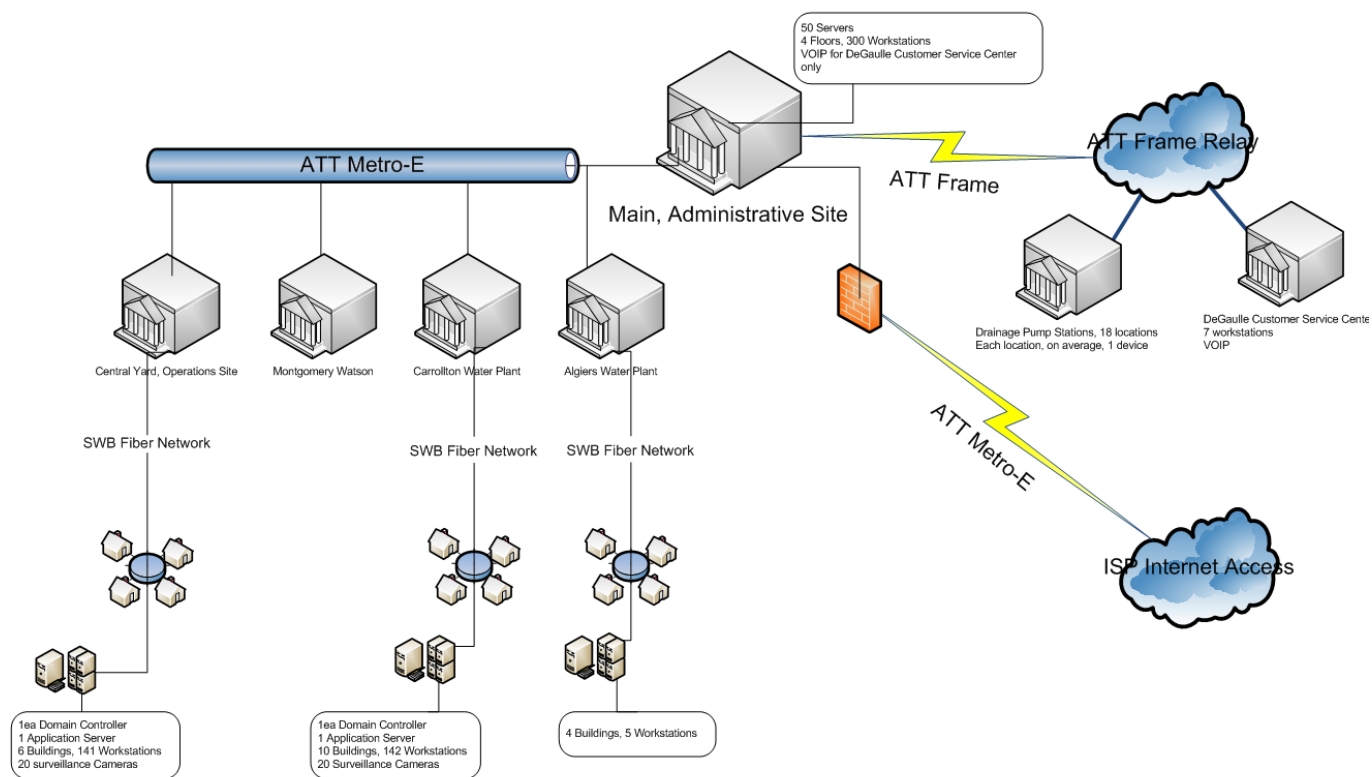 50 Servers
4 Floors, 300 Workstations
VOIP for DeGaulle Customer Service Center
only
ATT Metro-E
ATT Frame Relay
ATT Frame
Main, Administrative Site
Drainage Pump Stations, 18 locations
Each location, on average, 1 device
DeGaulle Customer Service Center
7 workstations
VOIP
Central Yard, Operations Site
Montgomery Watson
Carrollton Water Plant
Algiers Water Plant
ATT Metro-E
SWB Fiber Network
SWB Fiber Network
SWB Fiber Network
ISP Internet Access
1ea Domain Controller
1 Application Server
6 Buildings, 141 Workstations
20 surveillance Cameras
1ea Domain Controller
1 Application Server
10 Buildings, 142 Workstations
20 Surveillance Cameras
4 Buildings, 5 Workstations